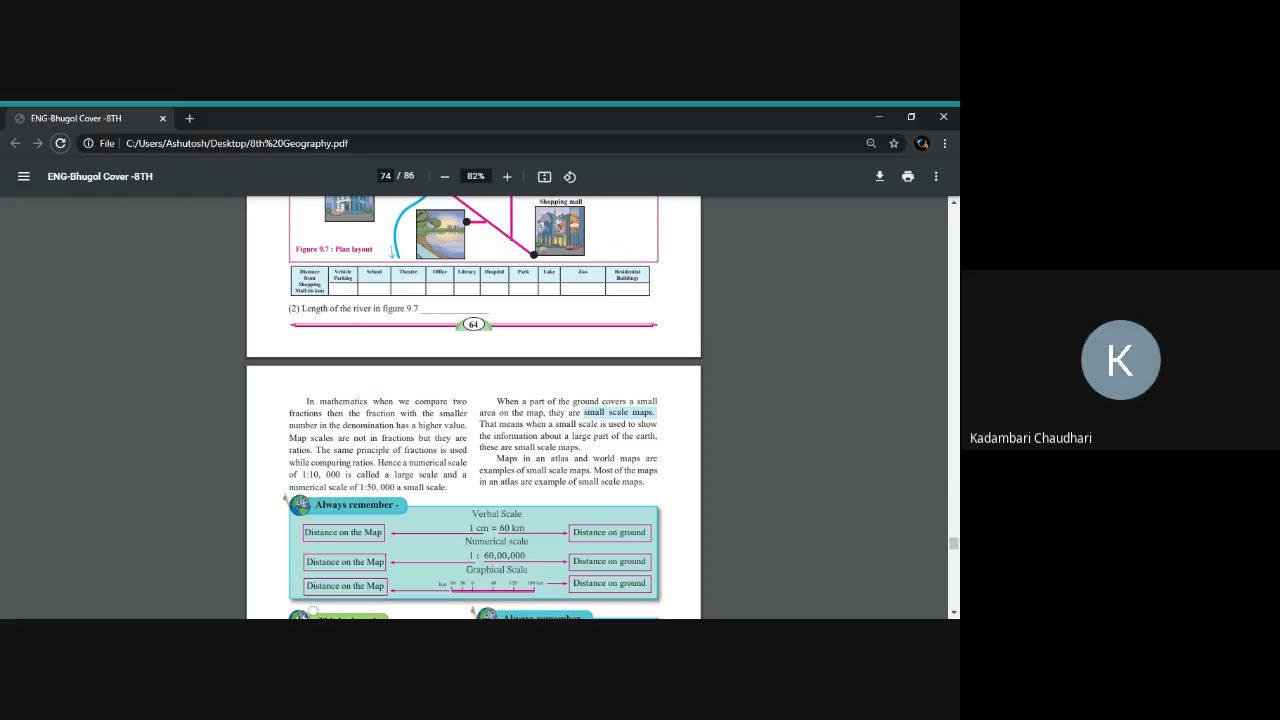 ENG-Bhugol Cover -8TH
File C:/Users/Ashutosh/Desktop/8th%20Geography.pdf
ENG-Bhugol Cover -8TH
74 / 86
82%
Shopping mall
Figure 9.7 : Plan layout
Distance from Shopping Mall (in km) Vehicle Parking School Theatre Office Library Hospital Park Lake Zoo Residential Buildings
(2) Length of the river in figure 9.7
64
In mathematics when we compare two
fractions then the fraction with the smaller
number in the denomination has a higher value.
Map scales are not in fractions but they are
ratios. The same principle of fractions is used
while comparing ratios. Hence a numerical scale
of 1:10, 000 is called a large scale and a
numerical scale of 1:50, 000 a small scale.
When a part of the ground covers a small
area on the map, they are small scale maps.
That means when a small scale is used to show
the information about a large part of the earth,
these are small scale maps.
Maps in an atlas and world maps are
examples of small scale maps. Most of the maps
in an atlas are example of small scale maps.
Always remember -
Verbal Scale
Distance on the Map 1 cm = 60 km Distance on ground
Numerical scale
Distance on the Map 1 : 60,00,000 Distance on ground
Graphical Scale
Distance on the Map Km 60 30 0 60 120 180 km Distance on ground
Always remember
K
Kadambari Chaudhari